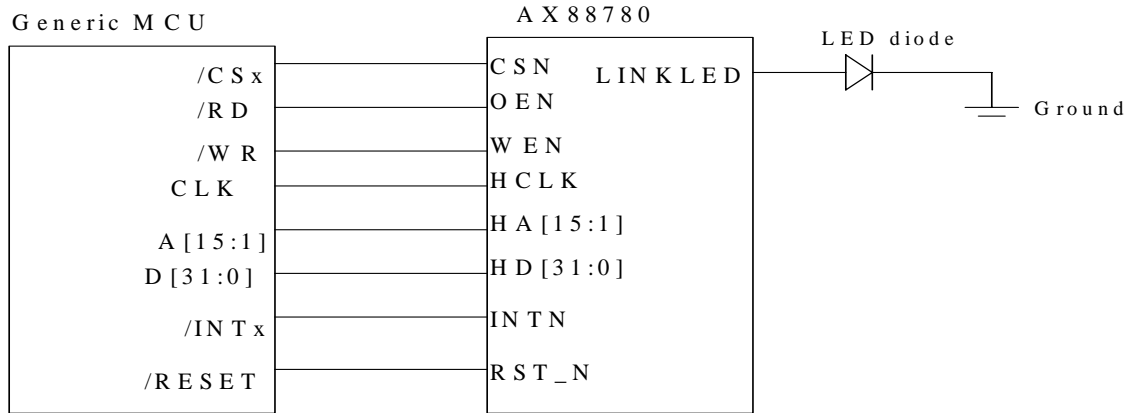 Generic MCU
AX88780
LED diode
/CSx
CSN
LINKLED
/RD
OEN
Ground
/WR
WEN
CLK
HCLK
A[15:1]
HA[15:1]
D[31:0]
HD[31:0]
/INTx
INTN
/RESET
RST_N